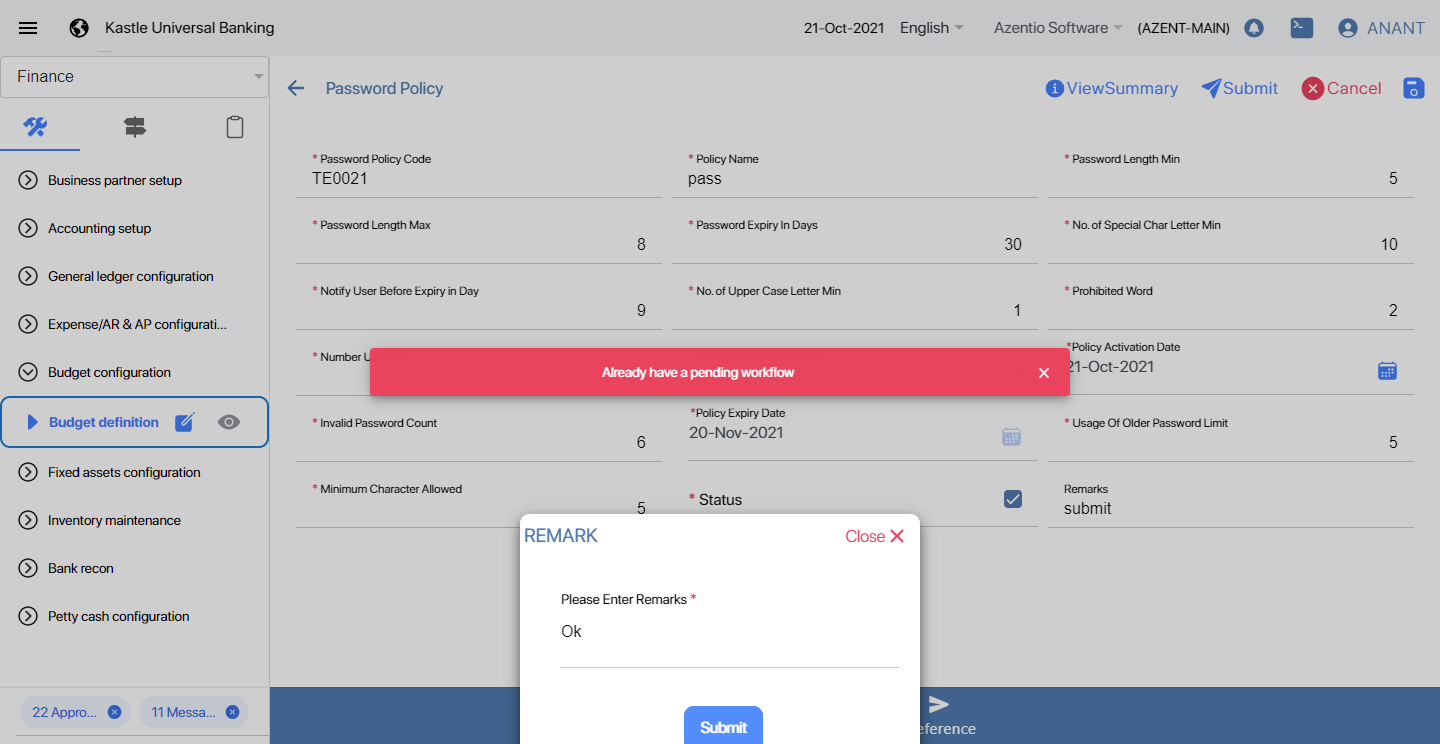 Kastle Universal Banking
21-Oct-2021
English
Azentio Software
(AZENT-MAIN)
ANANT
Finance
Password Policy
ViewSummary
Submit
Cancel
Business partner setup
Accounting setup
General ledger configuration
Expense/AR & AP configurati...
Budget configuration
Budget definition
Fixed assets configuration
Inventory maintenance
Bank recon
Petty cash configuration
22 Appro...
11 Messa...
* Password Policy Code
TE0021
* Policy Name
pass
* Password Length Min
5
* Password Length Max
8
* Password Expiry In Days
30
* No. of Special Char Letter Min
10
* Notify User Before Expiry in Day
9
* No. of Upper Case Letter Min
1
* Prohibited Word
2
* Number
Already have a pending workflow
*Policy Activation Date
21-Oct-2021
* Invalid Password Count
6
*Policy Expiry Date
20-Nov-2021
* Usage Of Older Password Limit
5
* Minimum Character Allowed
5
* Status
Remarks
submit
REMARK
Close
Please Enter Remarks *
Ok
Submit
eference